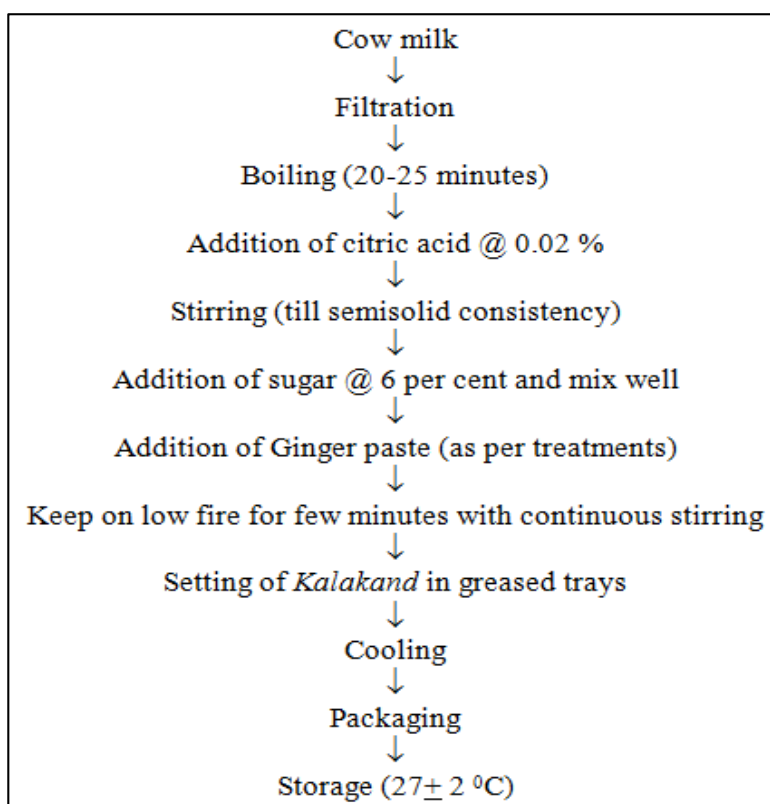 Cow milk
↓
Filtration
↓
Boiling (20-25 minutes)
↓
Addition of citric acid @ 0.02 %
↓
Stirring (till semisolid consistency)
↓
Addition of sugar @ 6 per cent and mix well
↓
Addition of Ginger paste (as per treatments)
↓
Keep on low fire for few minutes with continuous stirring
↓
Setting of Kalakand in greased trays
↓
Cooling
↓
Packaging
↓
Storage (27± 2 ⁰C)